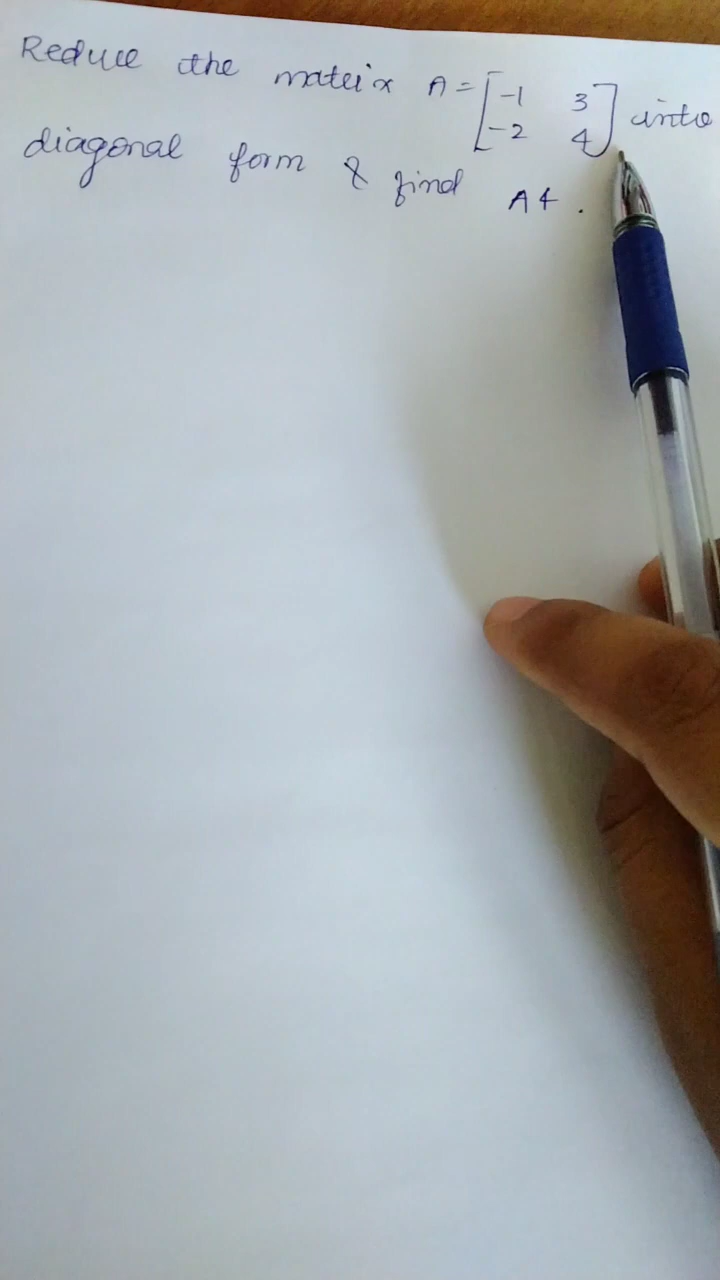 Reduce the matrix A = [-1 3] into
[-2 4]
diagonal form & find A4.